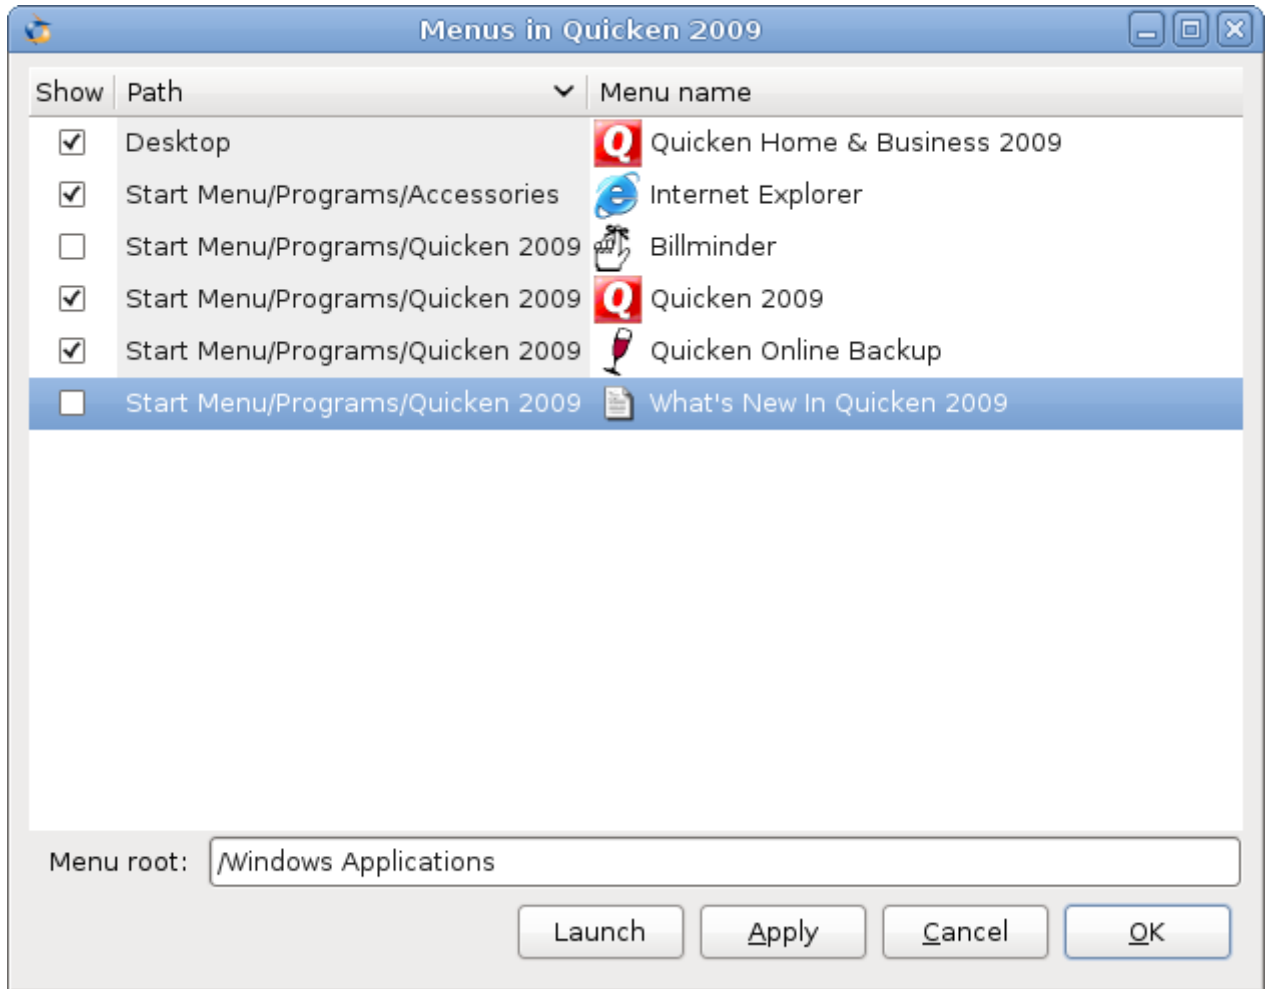 Menus in Quicken 2009
Show Path Menu name
Desktop Quicken Home & Business 2009
Start Menu/Programs/Accessories Internet Explorer
Start Menu/Programs/Quicken 2009 Billminder
Start Menu/Programs/Quicken 2009 Quicken 2009
Start Menu/Programs/Quicken 2009 Quicken Online Backup
Start Menu/Programs/Quicken 2009 What's New In Quicken 2009
Menu root: /Windows Applications
Launch Apply Cancel OK